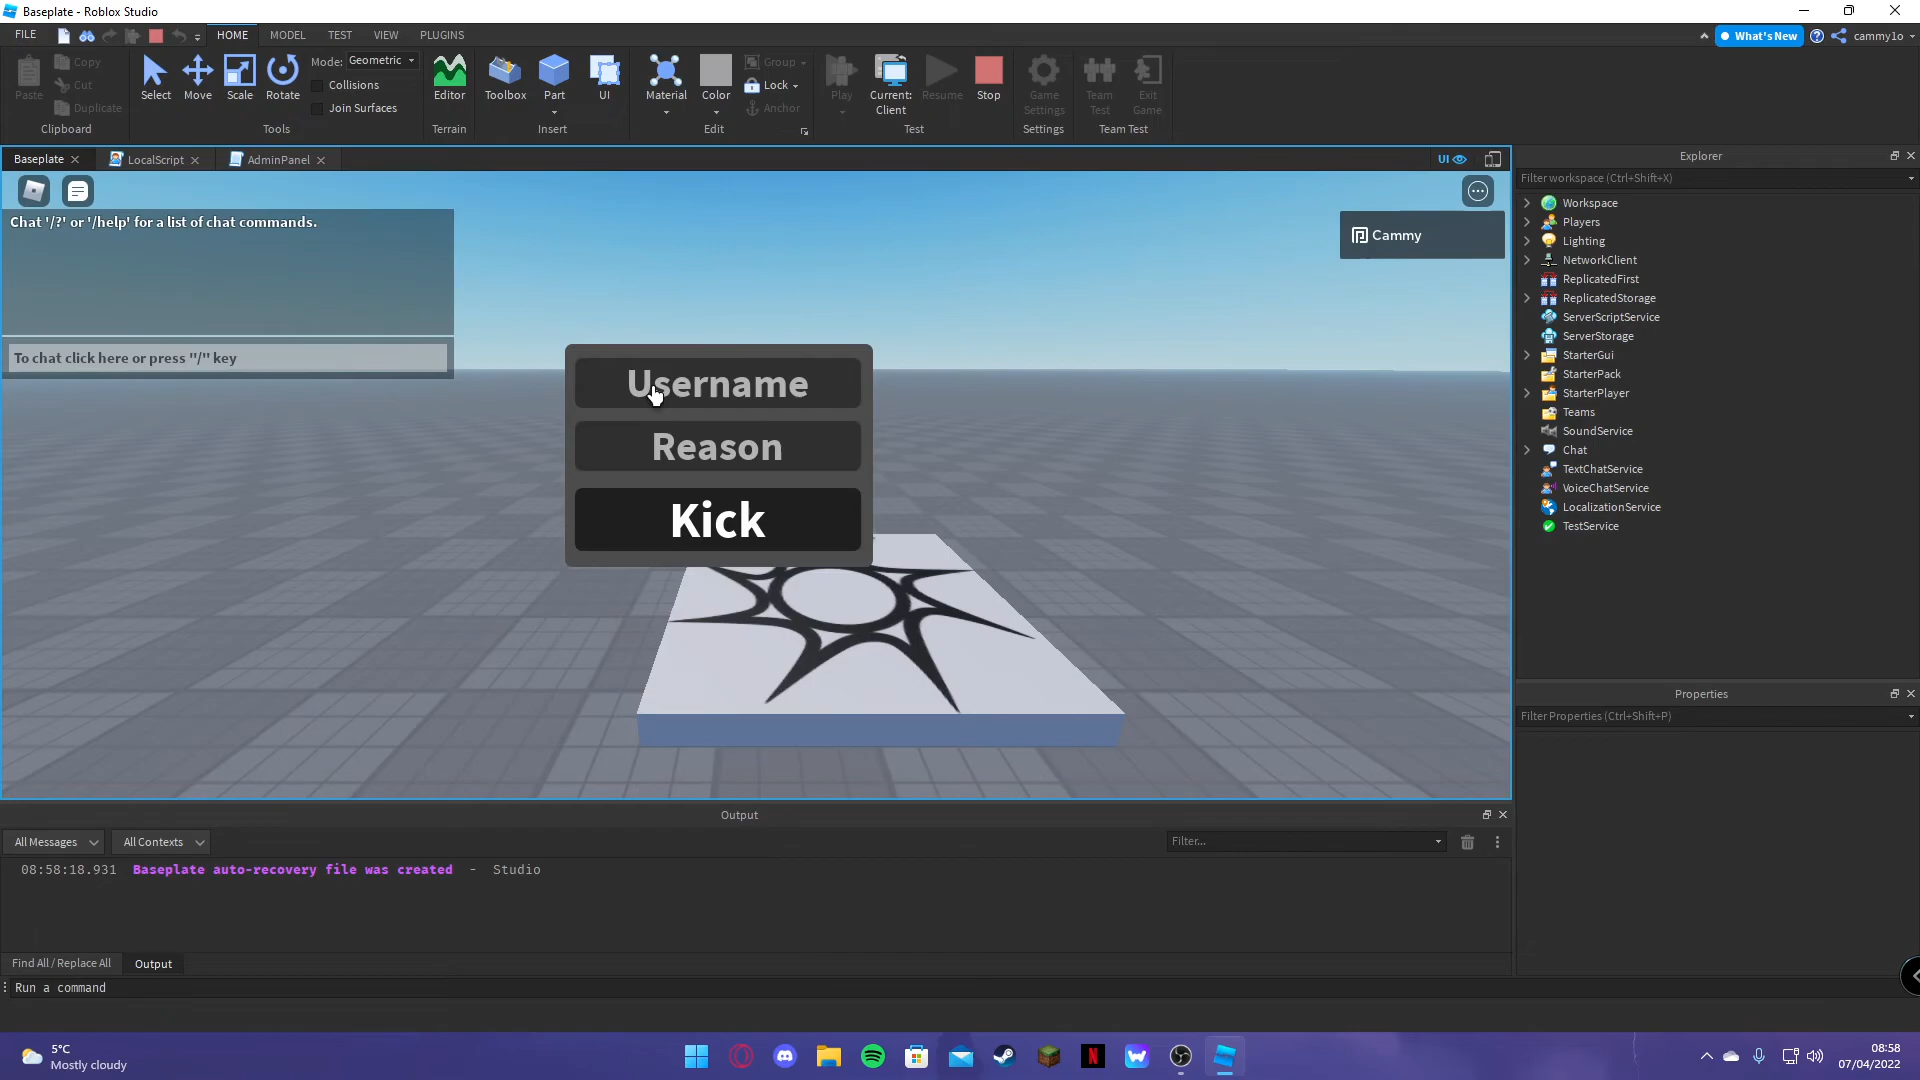 Baseplate - Roblox Studio
FILE
HOME
MODEL
TEST
VIEW
PLUGINS
What's New
cammy1o
Paste
Copy
Cut
Duplicate
Clipboard
Select
Move
Scale
Rotate
Mode: Geometric
Collisions
Join Surfaces
Tools
Editor
Terrain
Toolbox
Part
UI
Insert
Material
Color
Group
Lock
Anchor
Edit
Play
Current:
Client
Resume
Stop
Test
Game
Settings
Settings
Team
Test
Exit
Game
Team Test
Baseplate
LocalScript
AdminPanel
UI
Chat '/?' or '/help' for a list of chat commands.
To chat click here or press "/" key
Cammy
Username
Reason
Kick
Explorer
Filter workspace (Ctrl+Shift+X)
Workspace
Players
Lighting
NetworkClient
ReplicatedFirst
ReplicatedStorage
ServerScriptService
ServerStorage
StarterGui
StarterPack
StarterPlayer
Teams
SoundService
Chat
TextChatService
VoiceChatService
LocalizationService
TestService
Properties
Filter Properties (Ctrl+Shift+P)
Output
All Messages
All Contexts
Filter...
08:58:18.931 Baseplate auto-recovery file was created - Studio
Find All / Replace All
Output
Run a command
5°C
Mostly cloudy
08:58
07/04/2022